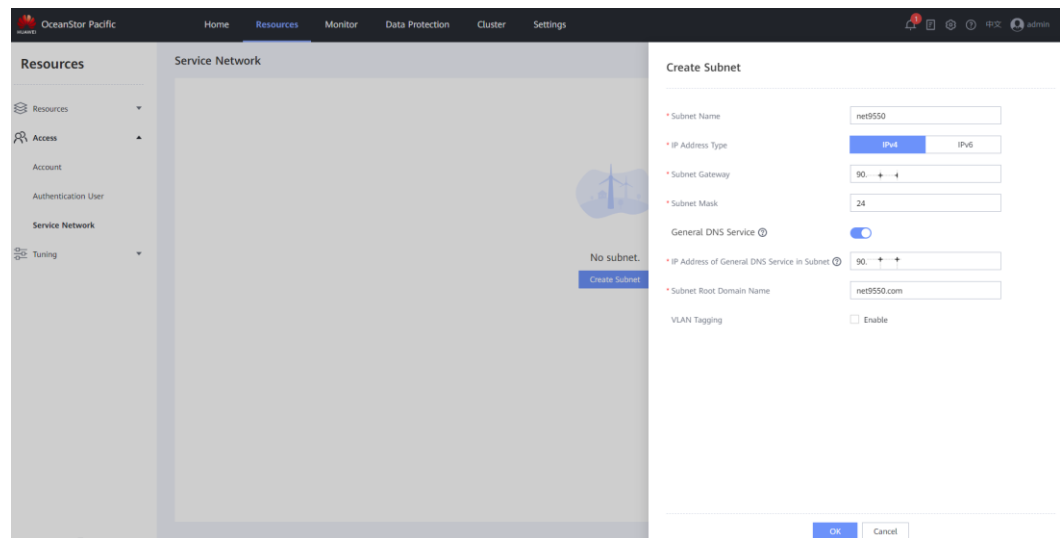 HUAWEI OceanStor Pacific Home Resources Monitor Data Protection Cluster Settings 1 中文 admin
Resources
Resources
Access
Account
Authentication User
Service Network
Tuning
Service Network
No subnet.
Create Subnet
Create Subnet
* Subnet Name net9550
* IP Address Type IPv4 IPv6
* Subnet Gateway 90.
* Subnet Mask 24
General DNS Service
* IP Address of General DNS Service in Subnet 90.
* Subnet Root Domain Name net9550.com
VLAN Tagging Enable
OK Cancel